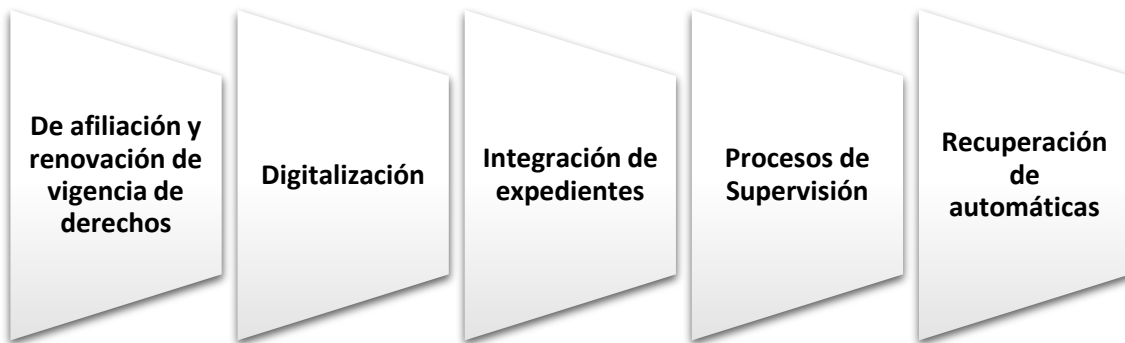 De afiliación y
renovación de
vigencia de
derechos
Digitalización
Integración de
expedientes
Procesos de
Supervisión
Recuperación
de
automáticas